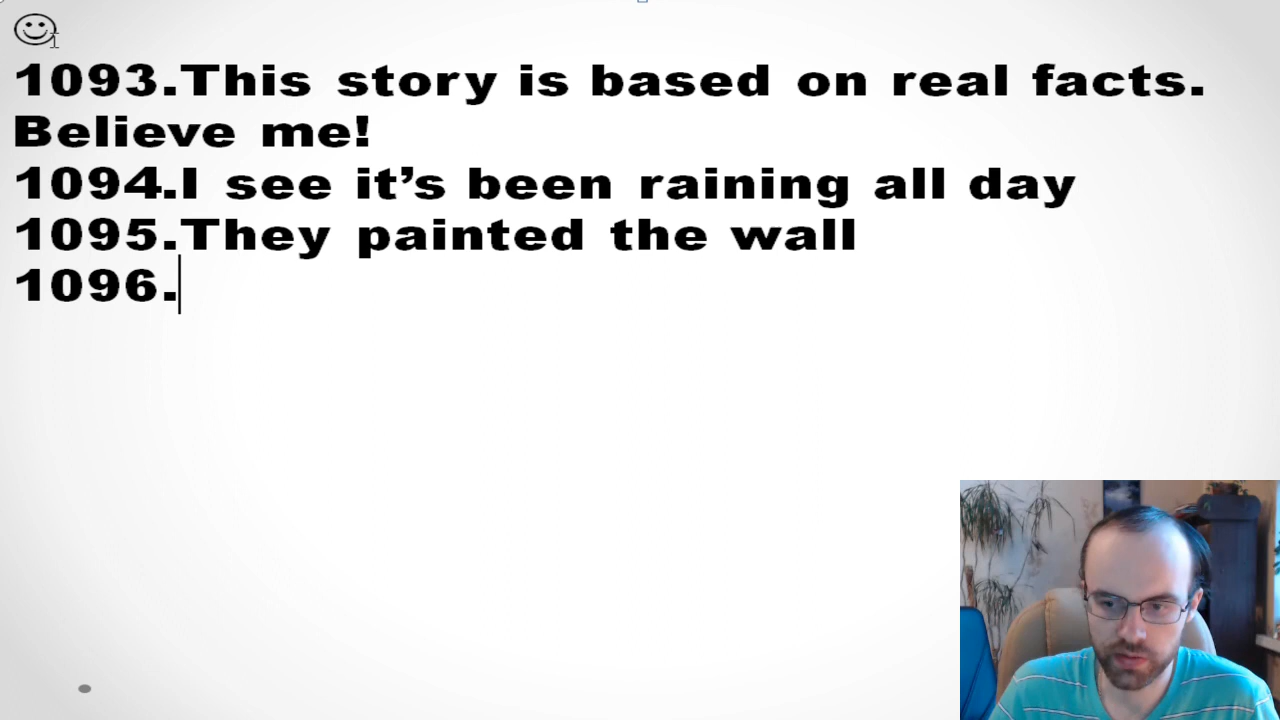 1093.This story is based on real facts.
Believe me!
1094.I see it’s been raining all day
1095.They painted the wall
1096.